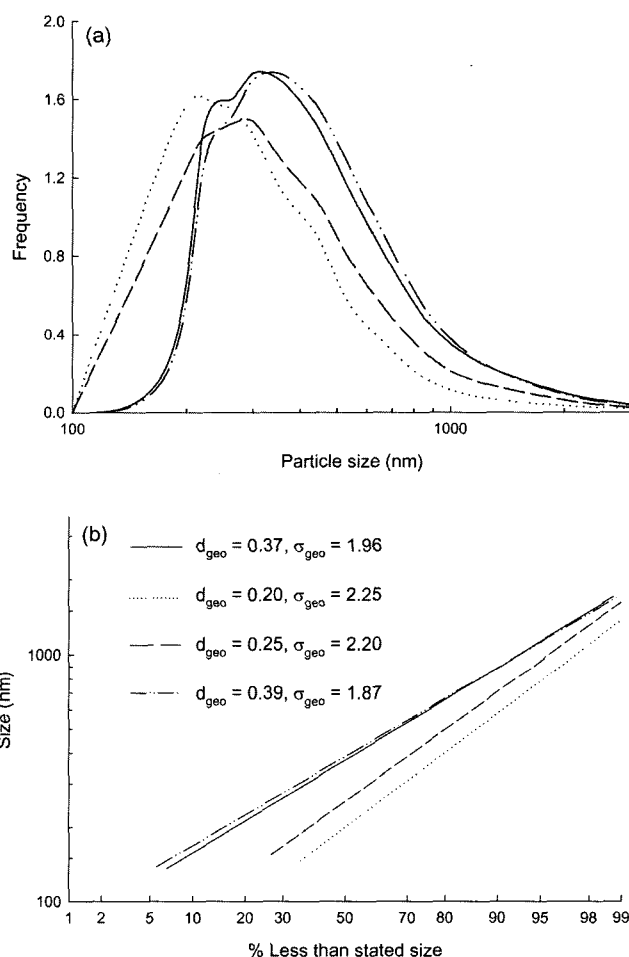 (a)
2.0
1.6
1.2
0.8
0.4
0.0
Frequency
100
1000
Particle size (nm)
(b)
d_geo = 0.37, σ_geo = 1.96
d_geo = 0.20, σ_geo = 2.25
d_geo = 0.25, σ_geo = 2.20
d_geo = 0.39, σ_geo = 1.87
1000
100
Size (nm)
1 2 5 10 20 30 50 70 80 90 95 98 99
% Less than stated size